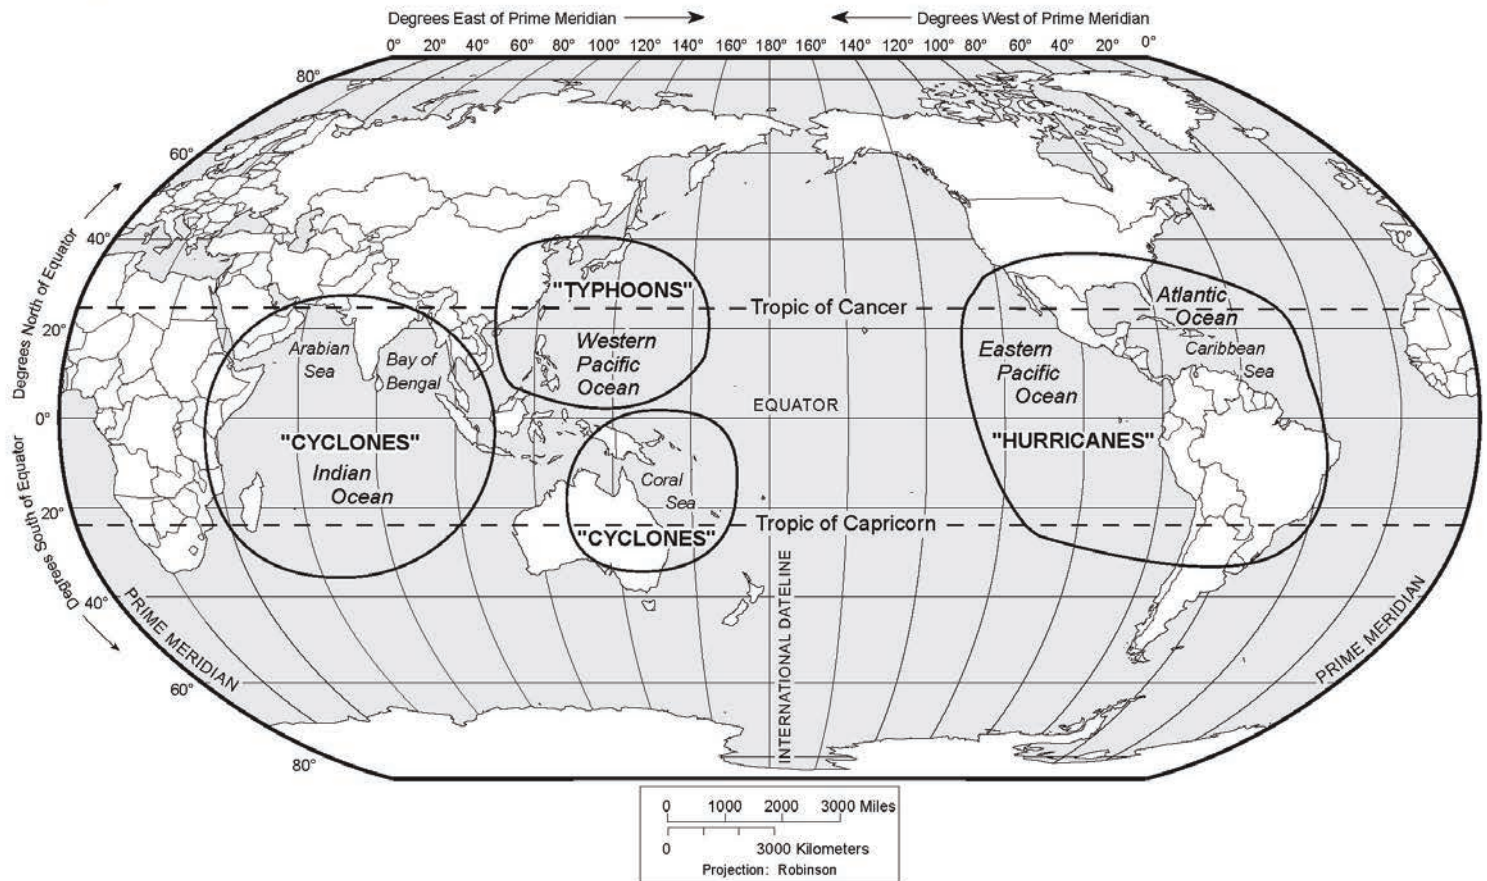 Degrees East of Prime Meridian
Degrees West of Prime Meridian
0° 20° 40° 60° 80° 100° 120° 140° 160° 180° 160° 140° 120° 100° 80° 60° 40° 20° 0°
80°
60°
40°
0°
20°
0°
20°
40°
60°
80°
Degrees North of Equator
Degrees South of Equator
"TYPHOONS"
Western
Pacific
Ocean
Tropic of Cancer
Atlantic
Ocean
Arabian
Sea
Bay of
Bengal
Eastern
Pacific
Ocean
Caribbean
Sea
EQUATOR
"CYCLONES"
Indian
Ocean
"HURRICANES"
Coral
Sea
"CYCLONES"
Tropic of Capricorn
PRIME MERIDIAN
INTERNATIONAL DATELINE
PRIME MERIDIAN
0 1000 2000 3000 Miles
0 3000 Kilometers
Projection: Robinson